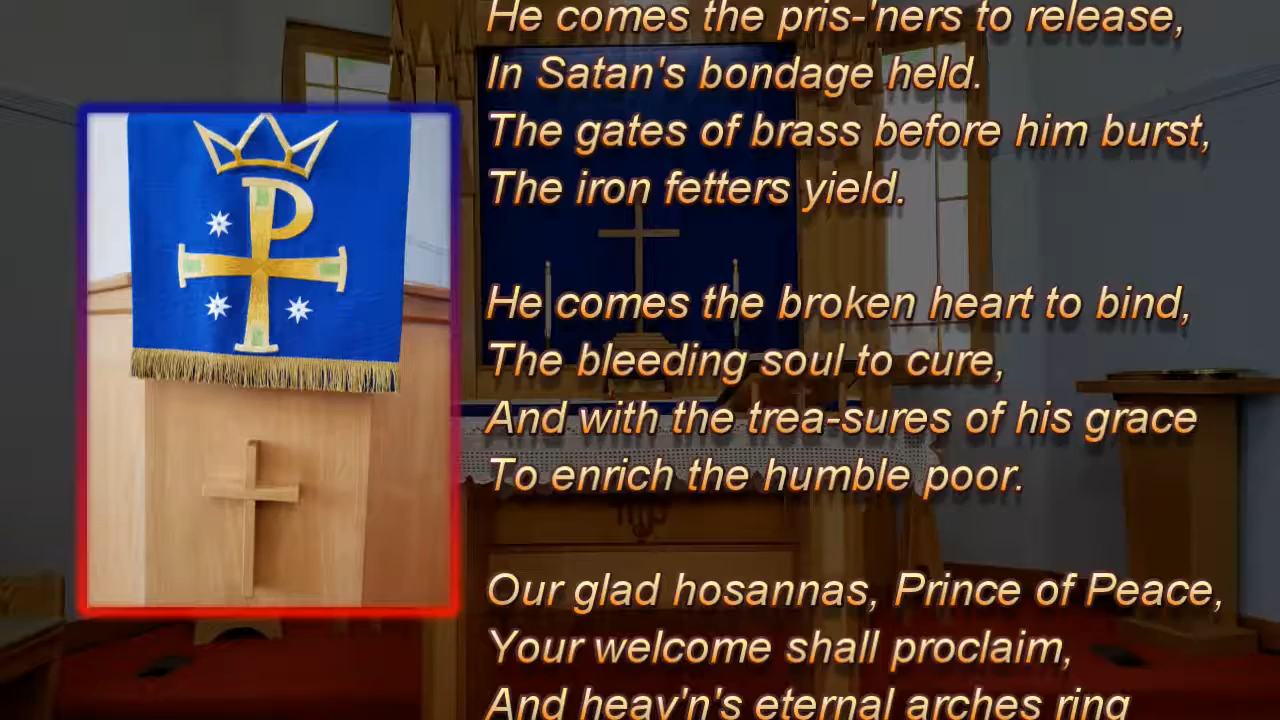 He comes the pris-'ners to release,
In Satan's bondage held.
The gates of brass before him burst,
The iron fetters yield.
He comes the broken heart to bind,
The bleeding soul to cure,
And with the trea-sures of his grace
To enrich the humble poor.
Our glad hosannas, Prince of Peace,
Your welcome shall proclaim,
And heav'n's eternal arches ring